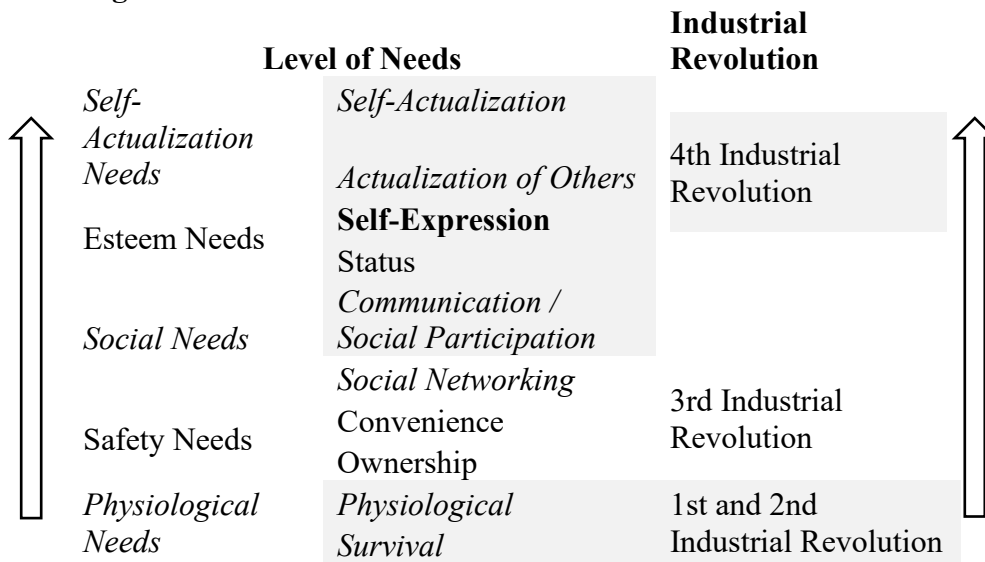 Level of Needs
Industrial
Revolution
Self-
Actualization
Needs
Self-Actualization
Actualization of Others
4th Industrial
Revolution
Esteem Needs
Self-Expression
Status
Social Needs
Communication /
Social Participation
Social Networking
Safety Needs
Convenience
Ownership
3rd Industrial
Revolution
Physiological
Needs
Physiological
Survival
1st and 2nd
Industrial Revolution